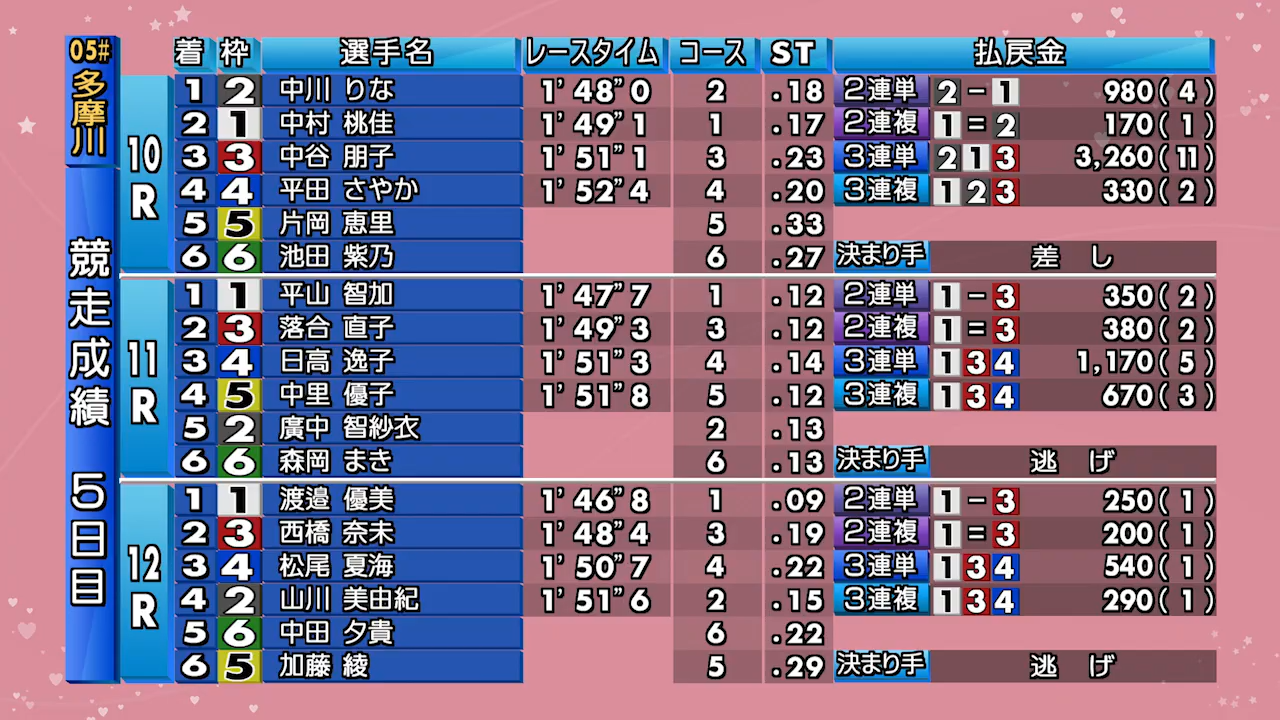 05# 多摩川
競走成績 5日目
着 枠 選手名 レースタイム コース ST 払戻金
10R
1 2 中川 りな 1'48"0 2 .18 2連単 2-1 980(4)
2 1 中村 桃佳 1'49"1 1 .17 2連複 1=2 170(1)
3 3 中谷 朋子 1'51"1 3 .23 3連単 2 1 3 3,260(11)
4 4 平田 さやか 1'52"4 4 .20 3連複 1 2 3 330(2)
5 5 片岡 恵里 5 .33
6 6 池田 紫乃 6 .27 決まり手 差し
11R
1 1 平山 智加 1'47"7 1 .12 2連単 1-3 350(2)
2 3 落合 直子 1'49"3 3 .12 2連複 1=3 380(2)
3 4 日高 逸子 1'51"3 4 .14 3連単 1 3 4 1,170(5)
4 5 中里 優子 1'51"8 5 .12 3連複 1 3 4 670(3)
5 2 廣中 智紗衣 2 .13
6 6 森岡 まき 6 .13 決まり手 逃げ
12R
1 1 渡邉 優美 1'46"8 1 .09 2連単 1-3 250(1)
2 3 西橋 奈未 1'48"4 3 .19 2連複 1=3 200(1)
3 4 松尾 夏海 1'50"7 4 .22 3連単 1 3 4 540(1)
4 2 山川 美由紀 1'51"6 2 .15 3連複 1 3 4 290(1)
5 6 中田 夕貴 6 .22
6 5 加藤 綾 5 .29 決まり手 逃げ